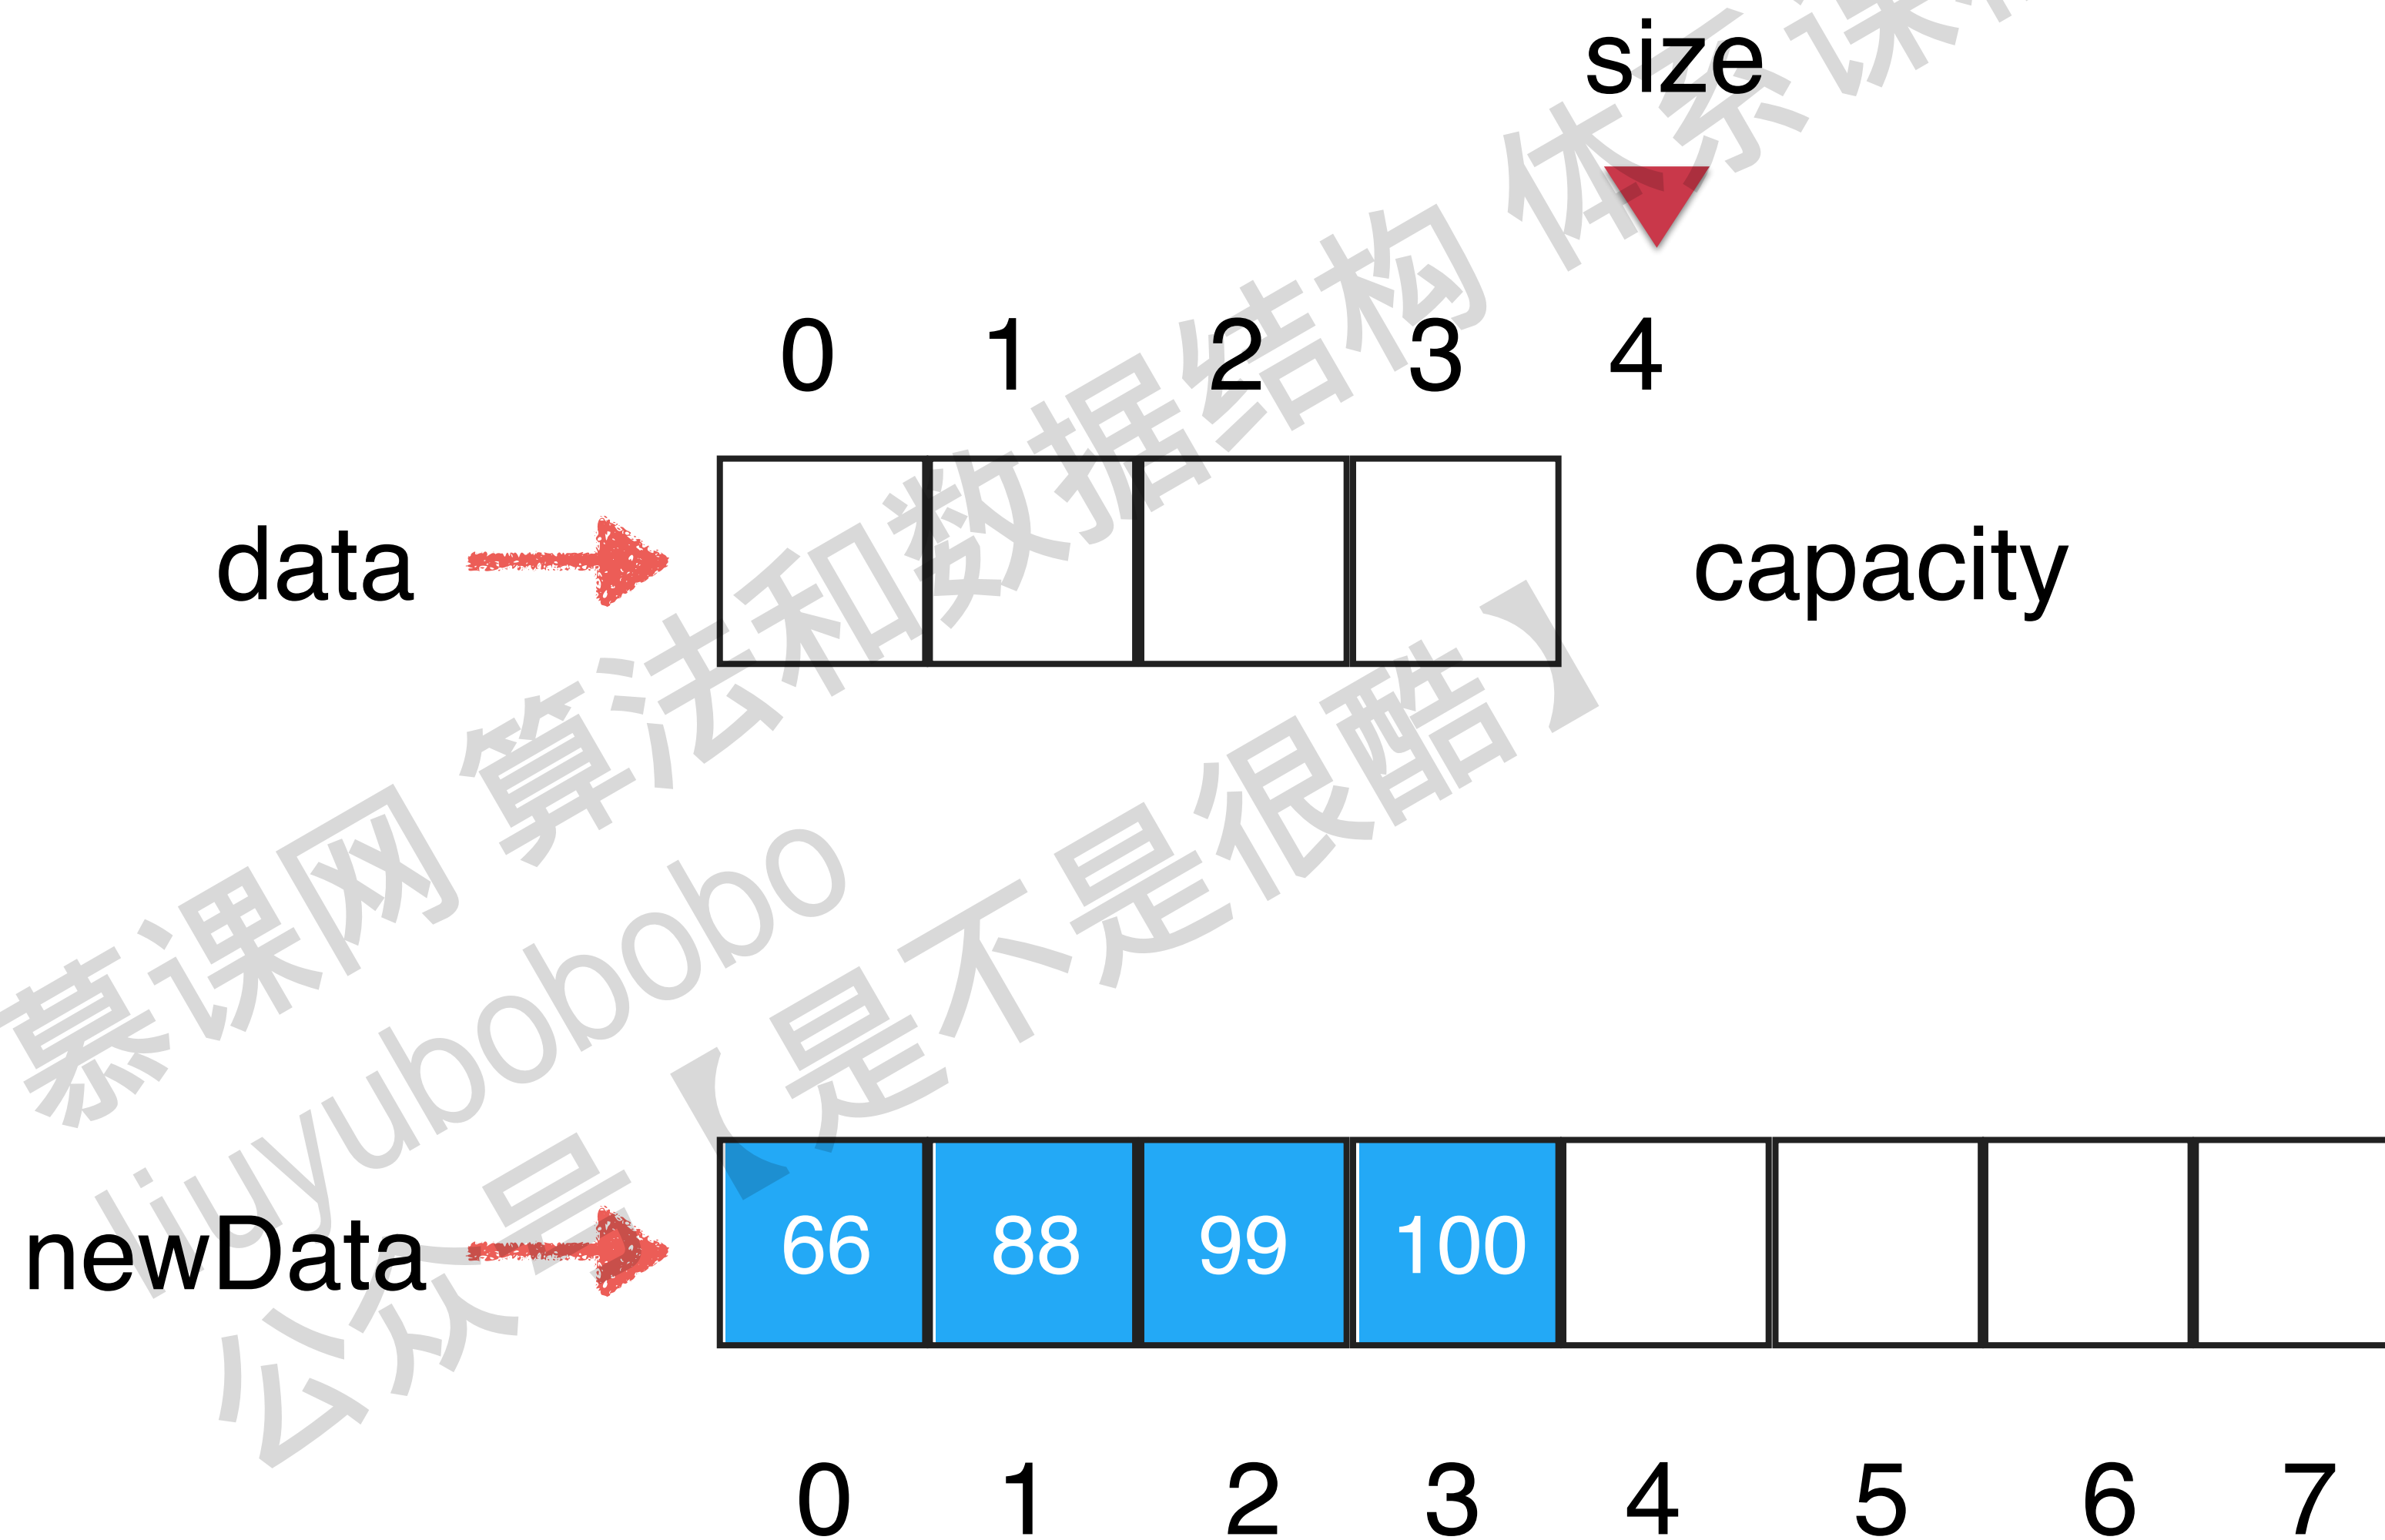 size
0 1 2 3 4
data
capacity
慕课网 算法和数据结构 体系课
liuyubobobo
公众号【是不是很酷】
newData
66 88 99 100
0 1 2 3 4 5 6 7